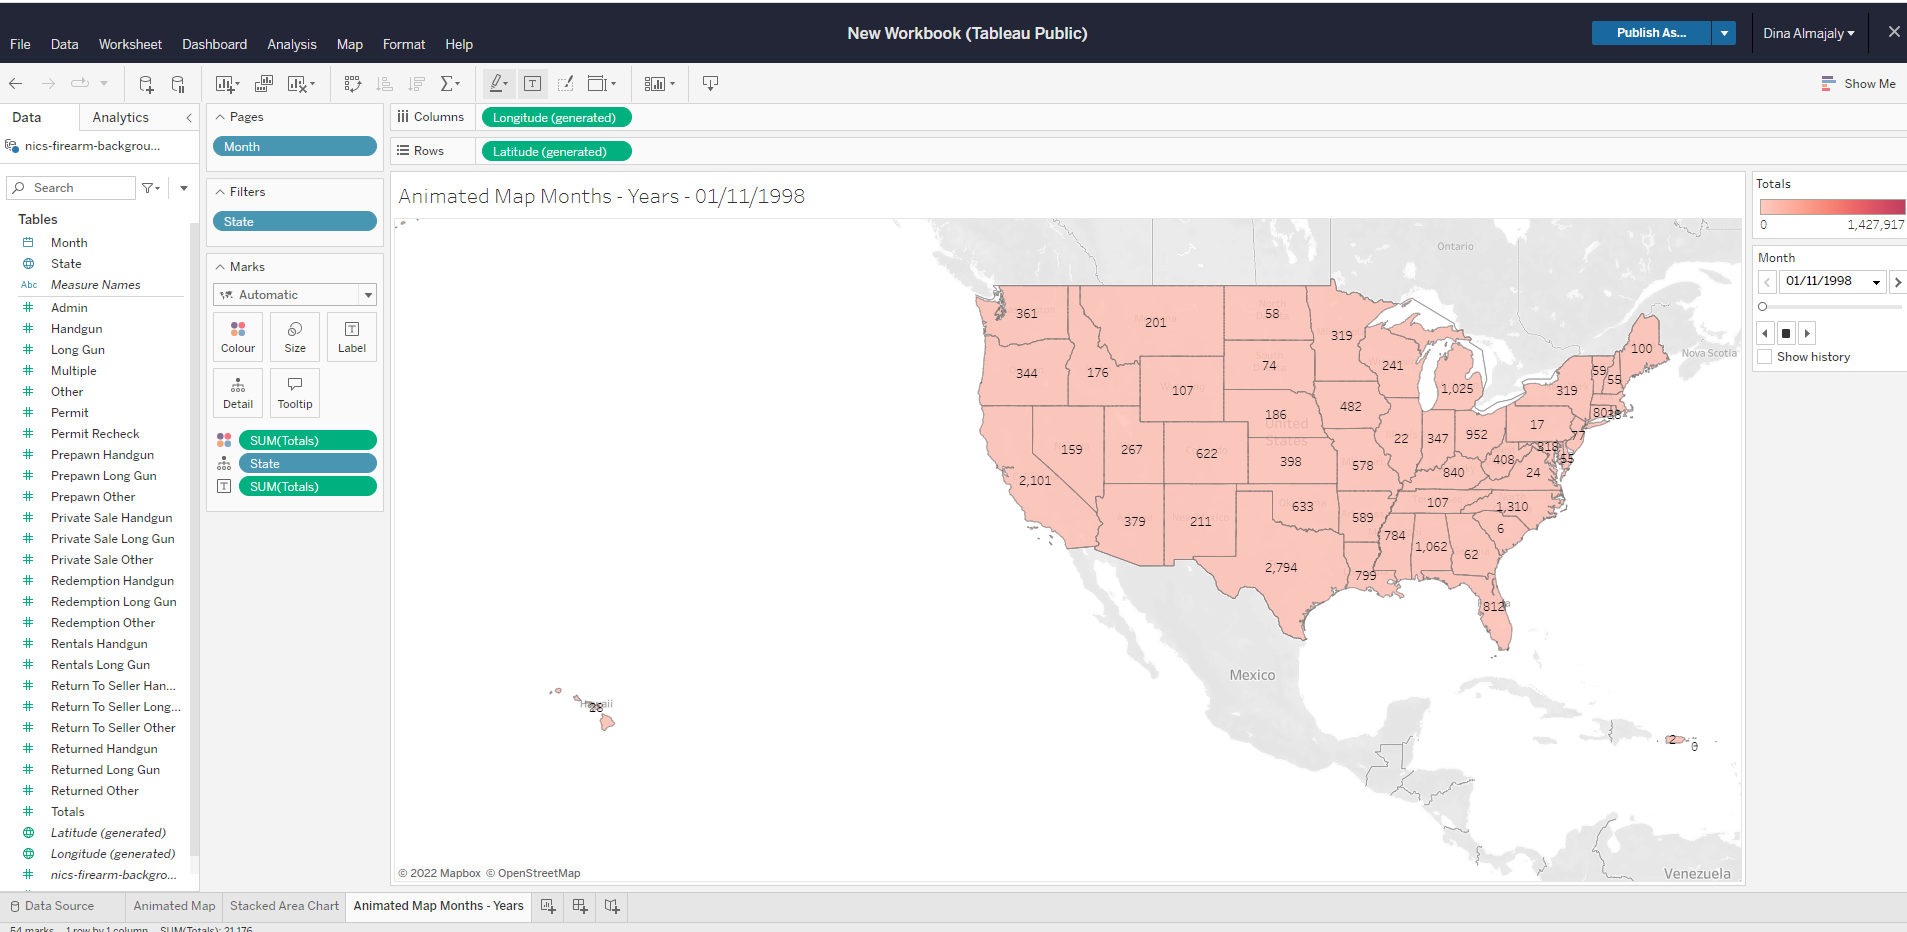 New Workbook (Tableau Public)
Publish As...
Dina Almajaly
File Data Worksheet Dashboard Analysis Map Format Help
Show Me
Data Analytics
nics-firearm-backgrou...
Search
Tables
Month
State
Abc Measure Names
Admin
Handgun
Long Gun
Multiple
Other
Permit
Permit Recheck
Prepawn Handgun
Prepawn Long Gun
Prepawn Other
Private Sale Handgun
Private Sale Long Gun
Private Sale Other
Redemption Handgun
Redemption Long Gun
Redemption Other
Rentals Handgun
Rentals Long Gun
Return To Seller Han...
Return To Seller Long...
Return To Seller Other
Returned Handgun
Returned Long Gun
Returned Other
Totals
Latitude (generated)
Longitude (generated)
nics-firearm-backgro...
Pages
Month
Filters
State
Marks
Automatic
Colour Size Label
Detail Tooltip
SUM(Totals)
State
SUM(Totals)
Columns Longitude (generated)
Rows Latitude (generated)
Animated Map Months - Years - 01/11/1998
Ontario
Nova Scotia
361
201
58
319
100
344
176
74
241
1,025
59
55
319
107
482
186
United
States
80
38
17
77
159
267
622
398
22
347
952
318
55
2,101
578
840
408
24
379
211
633
589
107
1,310
6
784
1,062
62
2,794
799
812
Mexico
Hawaii
28
2
0
Venezuela
© 2022 Mapbox © OpenStreetMap
Totals
0 1,427,917
Month
01/11/1998
Show history
Data Source Animated Map Stacked Area Chart Animated Map Months - Years
54 marks 1 row by 1 column SUM(Totals): 21,176